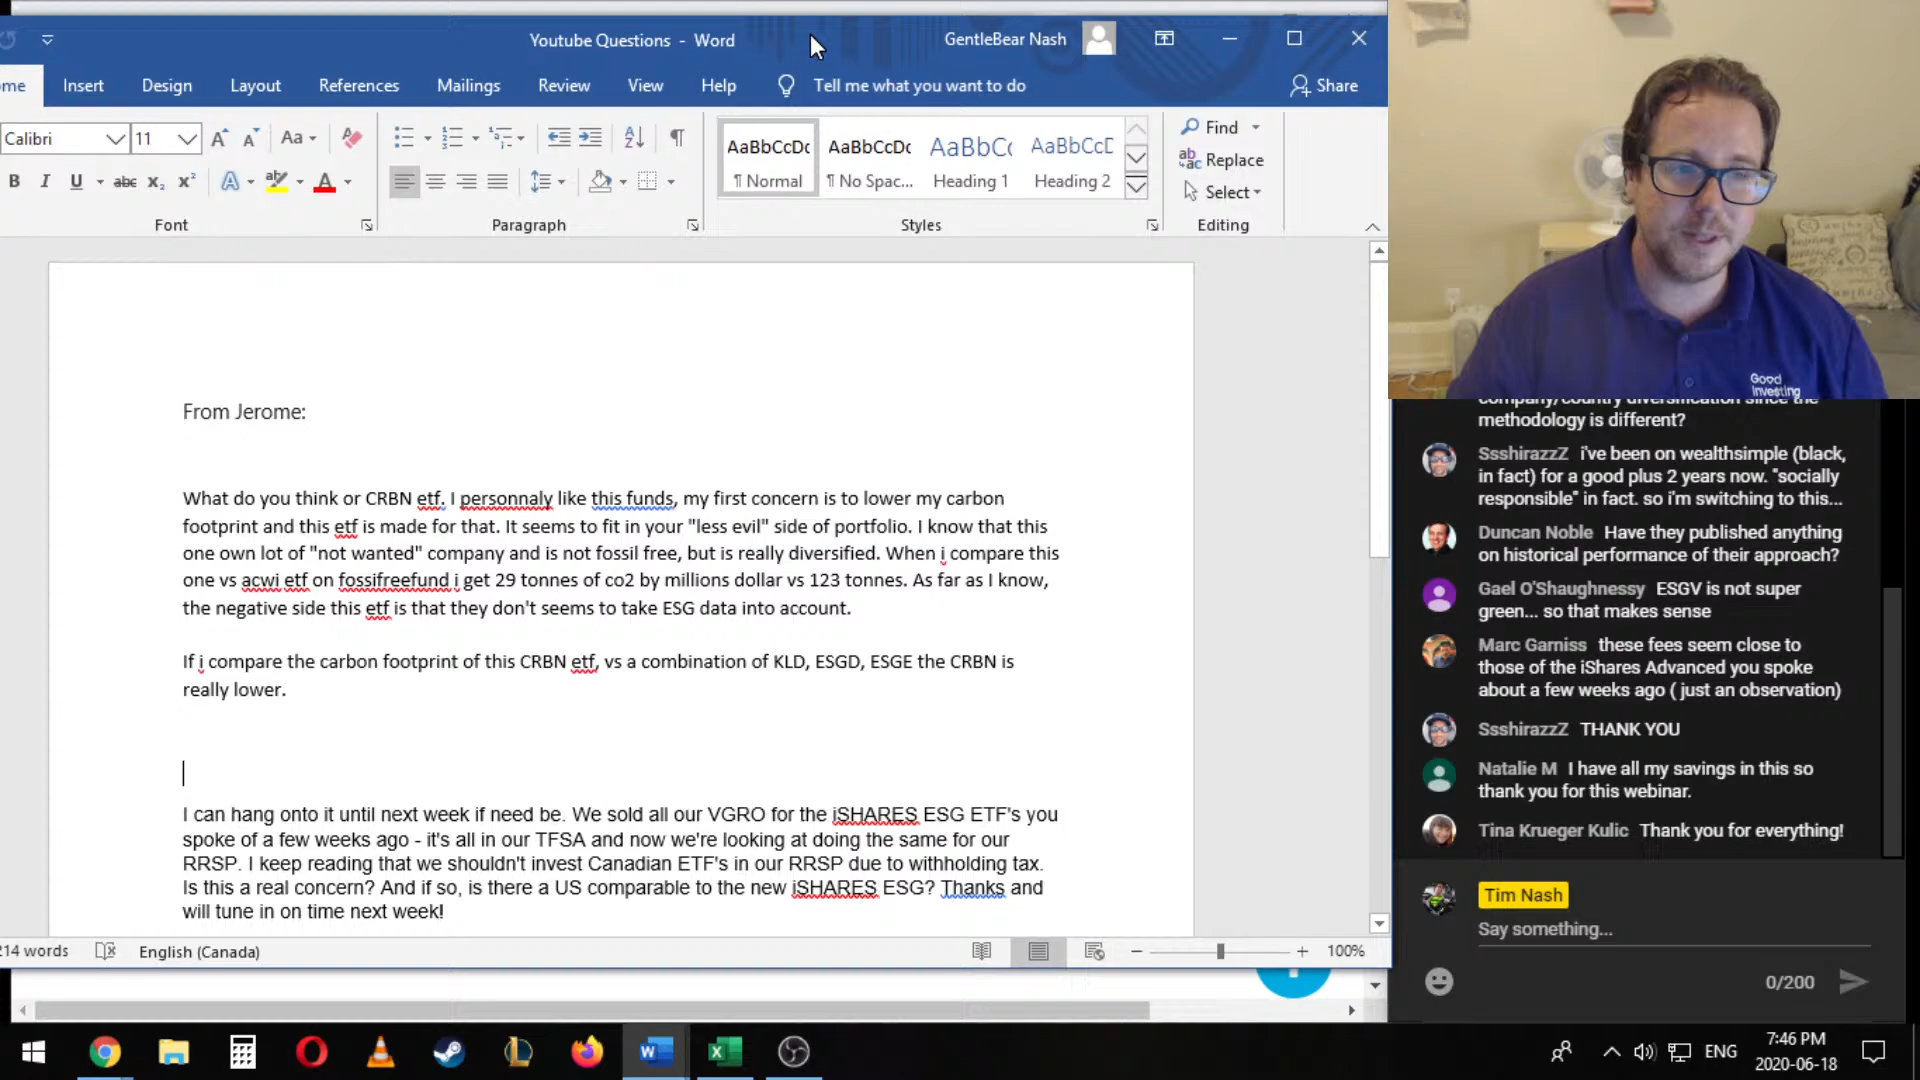 Youtube Questions - Word
GentleBear Nash
Insert
Design
Layout
References
Mailings
Review
View
Help
Tell me what you want to do
Share
Calibri
11
Aa
Font
Paragraph
AaBbCcDc
¶ Normal
AaBbCcDc
¶ No Spac...
AaBbCc
Heading 1
AaBbCcD
Heading 2
Styles
Find
Replace
Select
Editing
From Jerome:
What do you think or CRBN etf. I personnaly like this funds, my first concern is to lower my carbon
footprint and this etf is made for that. It seems to fit in your "less evil" side of portfolio. I know that this
one own lot of "not wanted" company and is not fossil free, but is really diversified. When i compare this
one vs acwi etf on fossifreefund i get 29 tonnes of co2 by millions dollar vs 123 tonnes. As far as I know,
the negative side this etf is that they don't seems to take ESG data into account.
If i compare the carbon footprint of this CRBN etf, vs a combination of KLD, ESGD, ESGE the CRBN is
really lower.
I can hang onto it until next week if need be. We sold all our VGRO for the iSHARES ESG ETF's you
spoke of a few weeks ago - it's all in our TFSA and now we're looking at doing the same for our
RRSP. I keep reading that we shouldn't invest Canadian ETF's in our RRSP due to withholding tax.
Is this a real concern? And if so, is there a US comparable to the new iSHARES ESG? Thanks and
will tune in on time next week!
214 words
English (Canada)
100%
Good
Investing
company/country diversification since the
methodology is different?
SsshirazzZ i've been on wealthsimple (black,
in fact) for a good plus 2 years now. "socially
responsible" in fact. so i'm switching to this...
Duncan Noble Have they published anything
on historical performance of their approach?
Gael O'Shaughnessy ESGV is not super
green... so that makes sense
Marc Garniss these fees seem close to
those of the iShares Advanced you spoke
about a few weeks ago ( just an observation)
SsshirazzZ THANK YOU
Natalie M I have all my savings in this so
thank you for this webinar.
Tina Krueger Kulic Thank you for everything!
Tim Nash
Say something...
0/200
ENG
7:46 PM
2020-06-18